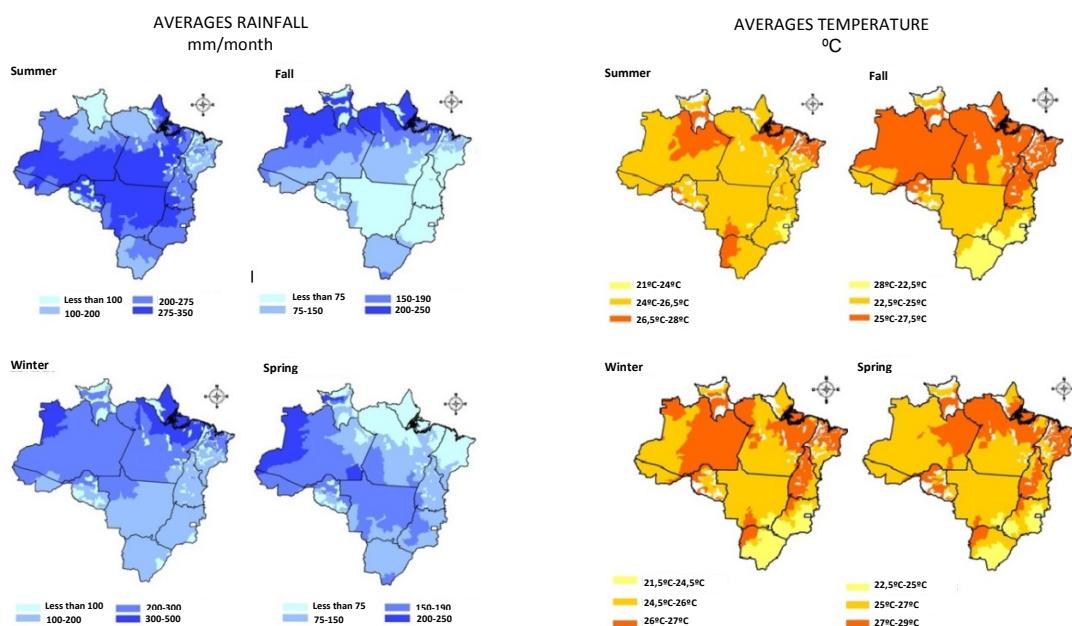 AVERAGES RAINFALL
mm/month
Summer
Fall
Less than 100
100-200
200-275
275-350
Less than 75
75-150
150-190
200-250
Winter
Spring
Less than 100
100-200
200-300
300-500
Less than 75
75-150
150-190
200-250
AVERAGES TEMPERATURE
ºC
Summer
Fall
21ºC-24ºC
24ºC-26,5ºC
26,5ºC-28ºC
28ºC-22,5ºC
22,5ºC-25ºC
25ºC-27,5ºC
Winter
Spring
21,5ºC-24,5ºC
24,5ºC-26ºC
26ºC-27ºC
22,5ºC-25ºC
25ºC-27ºC
27ºC-29ºC